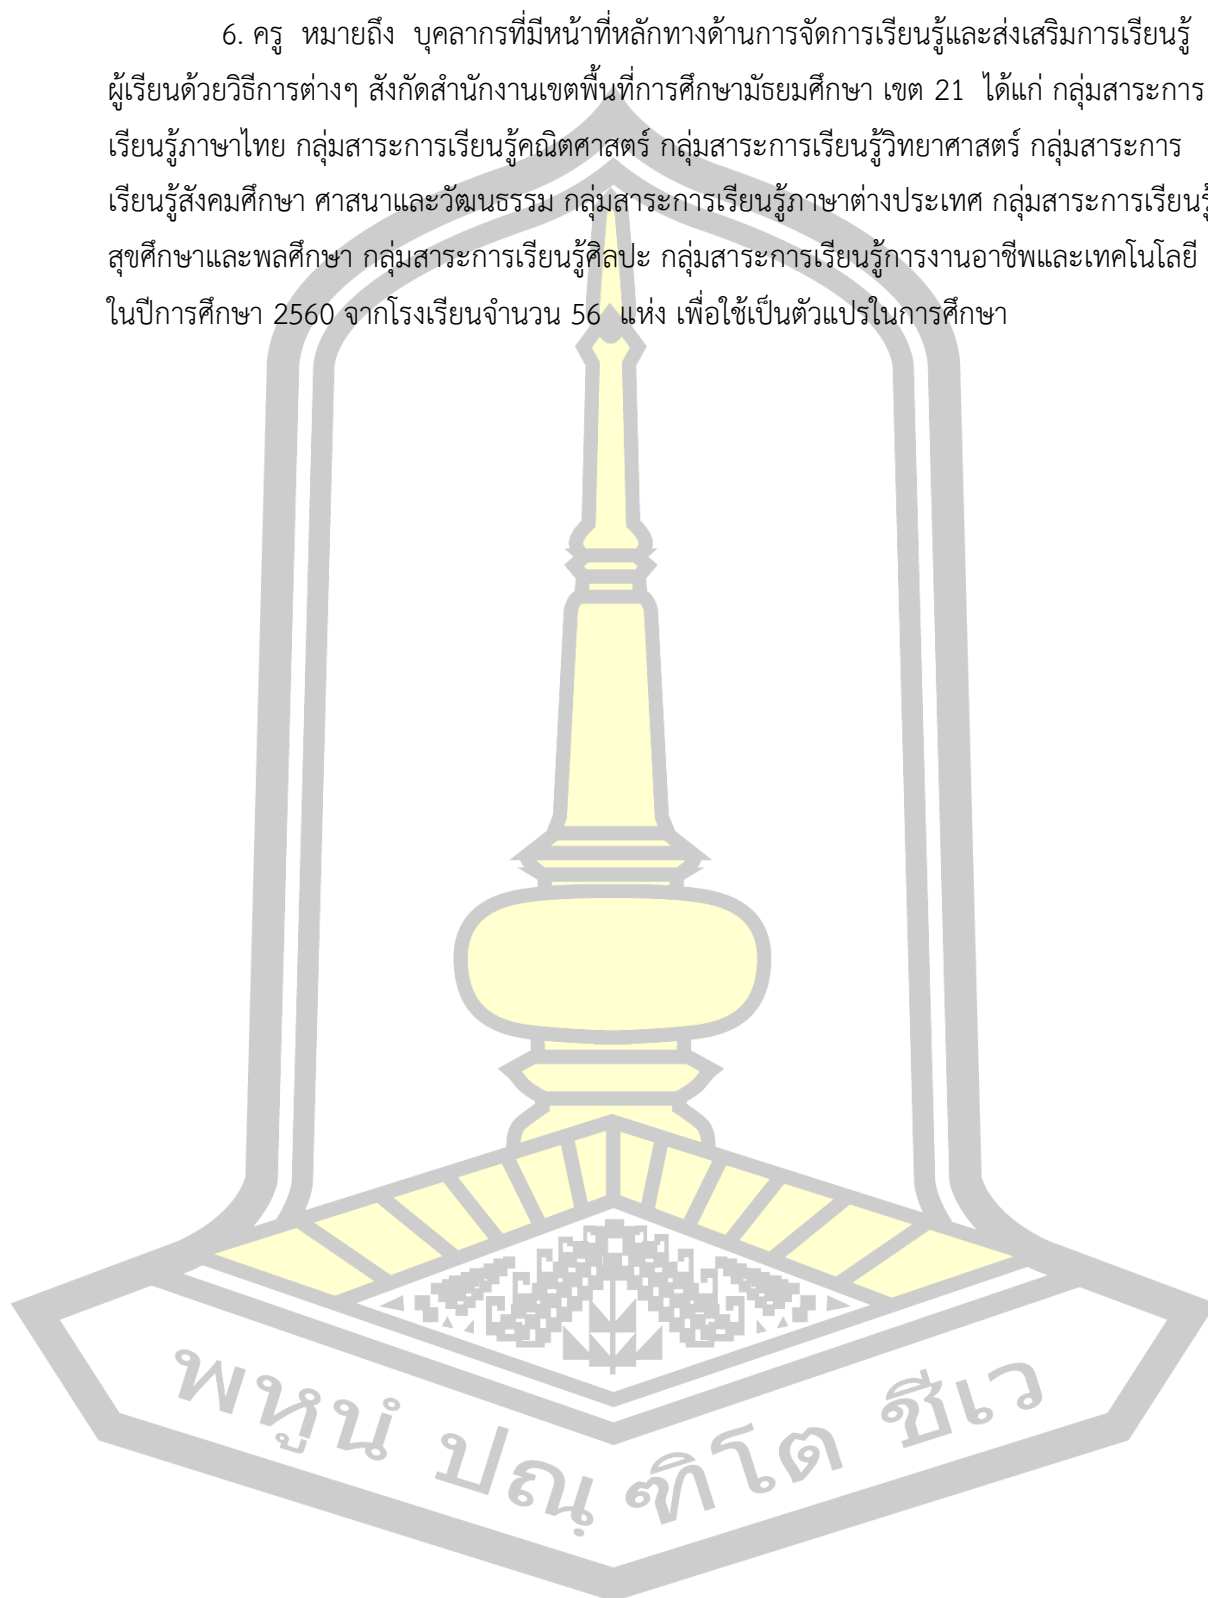 6. ครู  หมายถึง  บุคลากรที่มีหน้าที่หลักทางด้านการจัดการเรียนรู้และส่งเสริมการเรียนรู้
ผู้เรียนด้วยวิธีการต่างๆ สังกัดสำนักงานเขตพื้นที่การศึกษามัธยมศึกษา เขต 21  ได้แก่ กลุ่มสาระการ
เรียนรู้ภาษาไทย กลุ่มสาระการเรียนรู้คณิตศาสตร์ กลุ่มสาระการเรียนรู้วิทยาศาสตร์ กลุ่มสาระการ
เรียนรู้สังคมศึกษา ศาสนาและวัฒนธรรม กลุ่มสาระการเรียนรู้ภาษาต่างประเทศ กลุ่มสาระการเรียนรู้
สุขศึกษาและพลศึกษา กลุ่มสาระการเรียนรู้ศิลปะ กลุ่มสาระการเรียนรู้การงานอาชีพและเทคโนโลยี
ในปีการศึกษา 2560 จากโรงเรียนจำนวน 56  แห่ง เพื่อใช้เป็นตัวแปรในการศึกษา
พหูนํ ปณฺฑิโต ชีเว